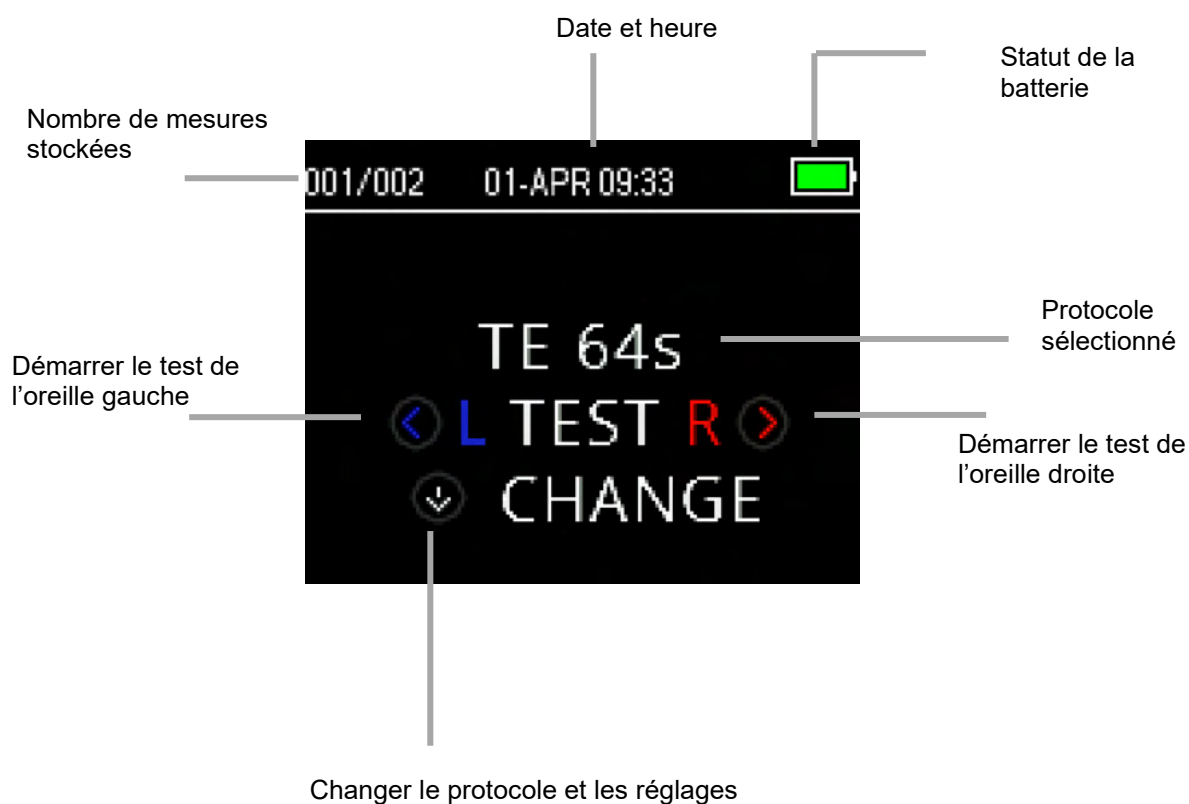 Date et heure
Statut de la
batterie
Nombre de mesures
stockées
001/002 01-APR 09:33
Protocole
sélectionné
TE 64s
Démarrer le test de
l’oreille gauche
L TEST R
Démarrer le test de
l’oreille droite
CHANGE
Changer le protocole et les réglages